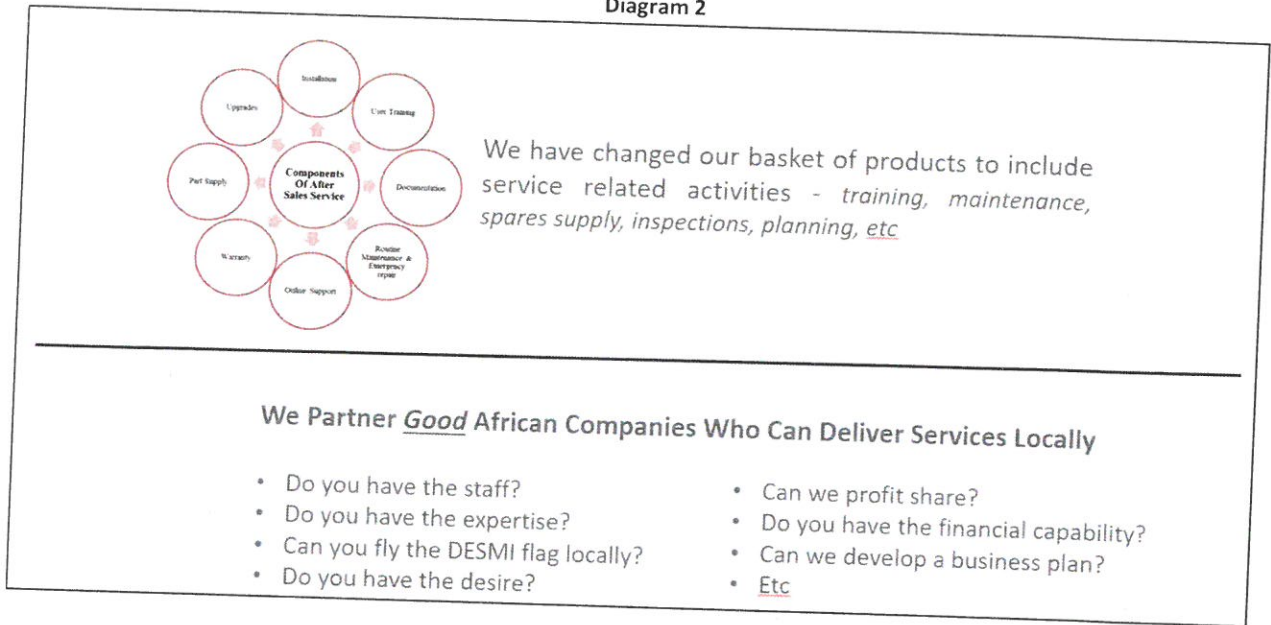 Diagram 2
Installation
Upgrades
User Training
Part Supply
Components
Of After
Sales Service
Documentation
Warranty
Routine
Maintenance &
Emergency
repair
Online Support
We have changed our basket of products to include
service related activities - training, maintenance,
spares supply, inspections, planning, etc
We Partner Good African Companies Who Can Deliver Services Locally
• Do you have the staff?
• Do you have the expertise?
• Can you fly the DESMI flag locally?
• Do you have the desire?
• Can we profit share?
• Do you have the financial capability?
• Can we develop a business plan?
• Etc